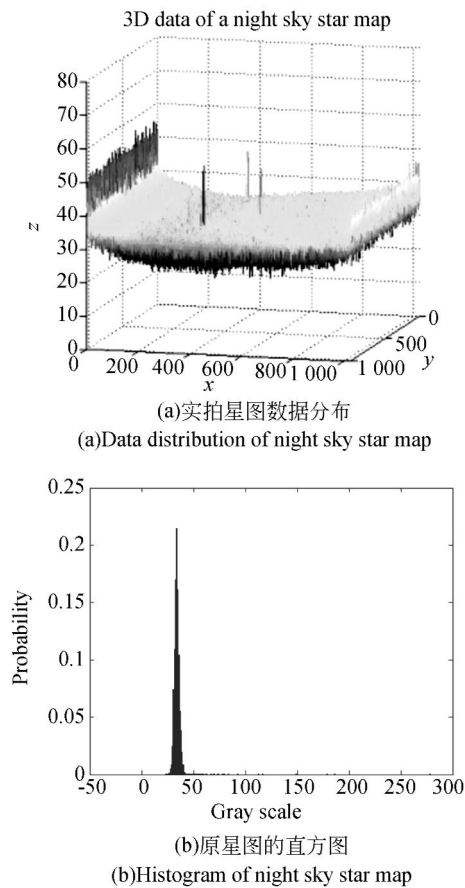 3D data of a night sky star map
80
70
60
50
40
30
20
10
0
z
0 200 400 600 800 1 000
x
1 000 500 0
y
(a)实拍星图数据分布
(a)Data distribution of night sky star map
0.25
0.2
0.15
0.1
0.05
0
Probability
-50 0 50 100 150 200 250 300
Gray scale
(b)原星图的直方图
(b)Histogram of night sky star map